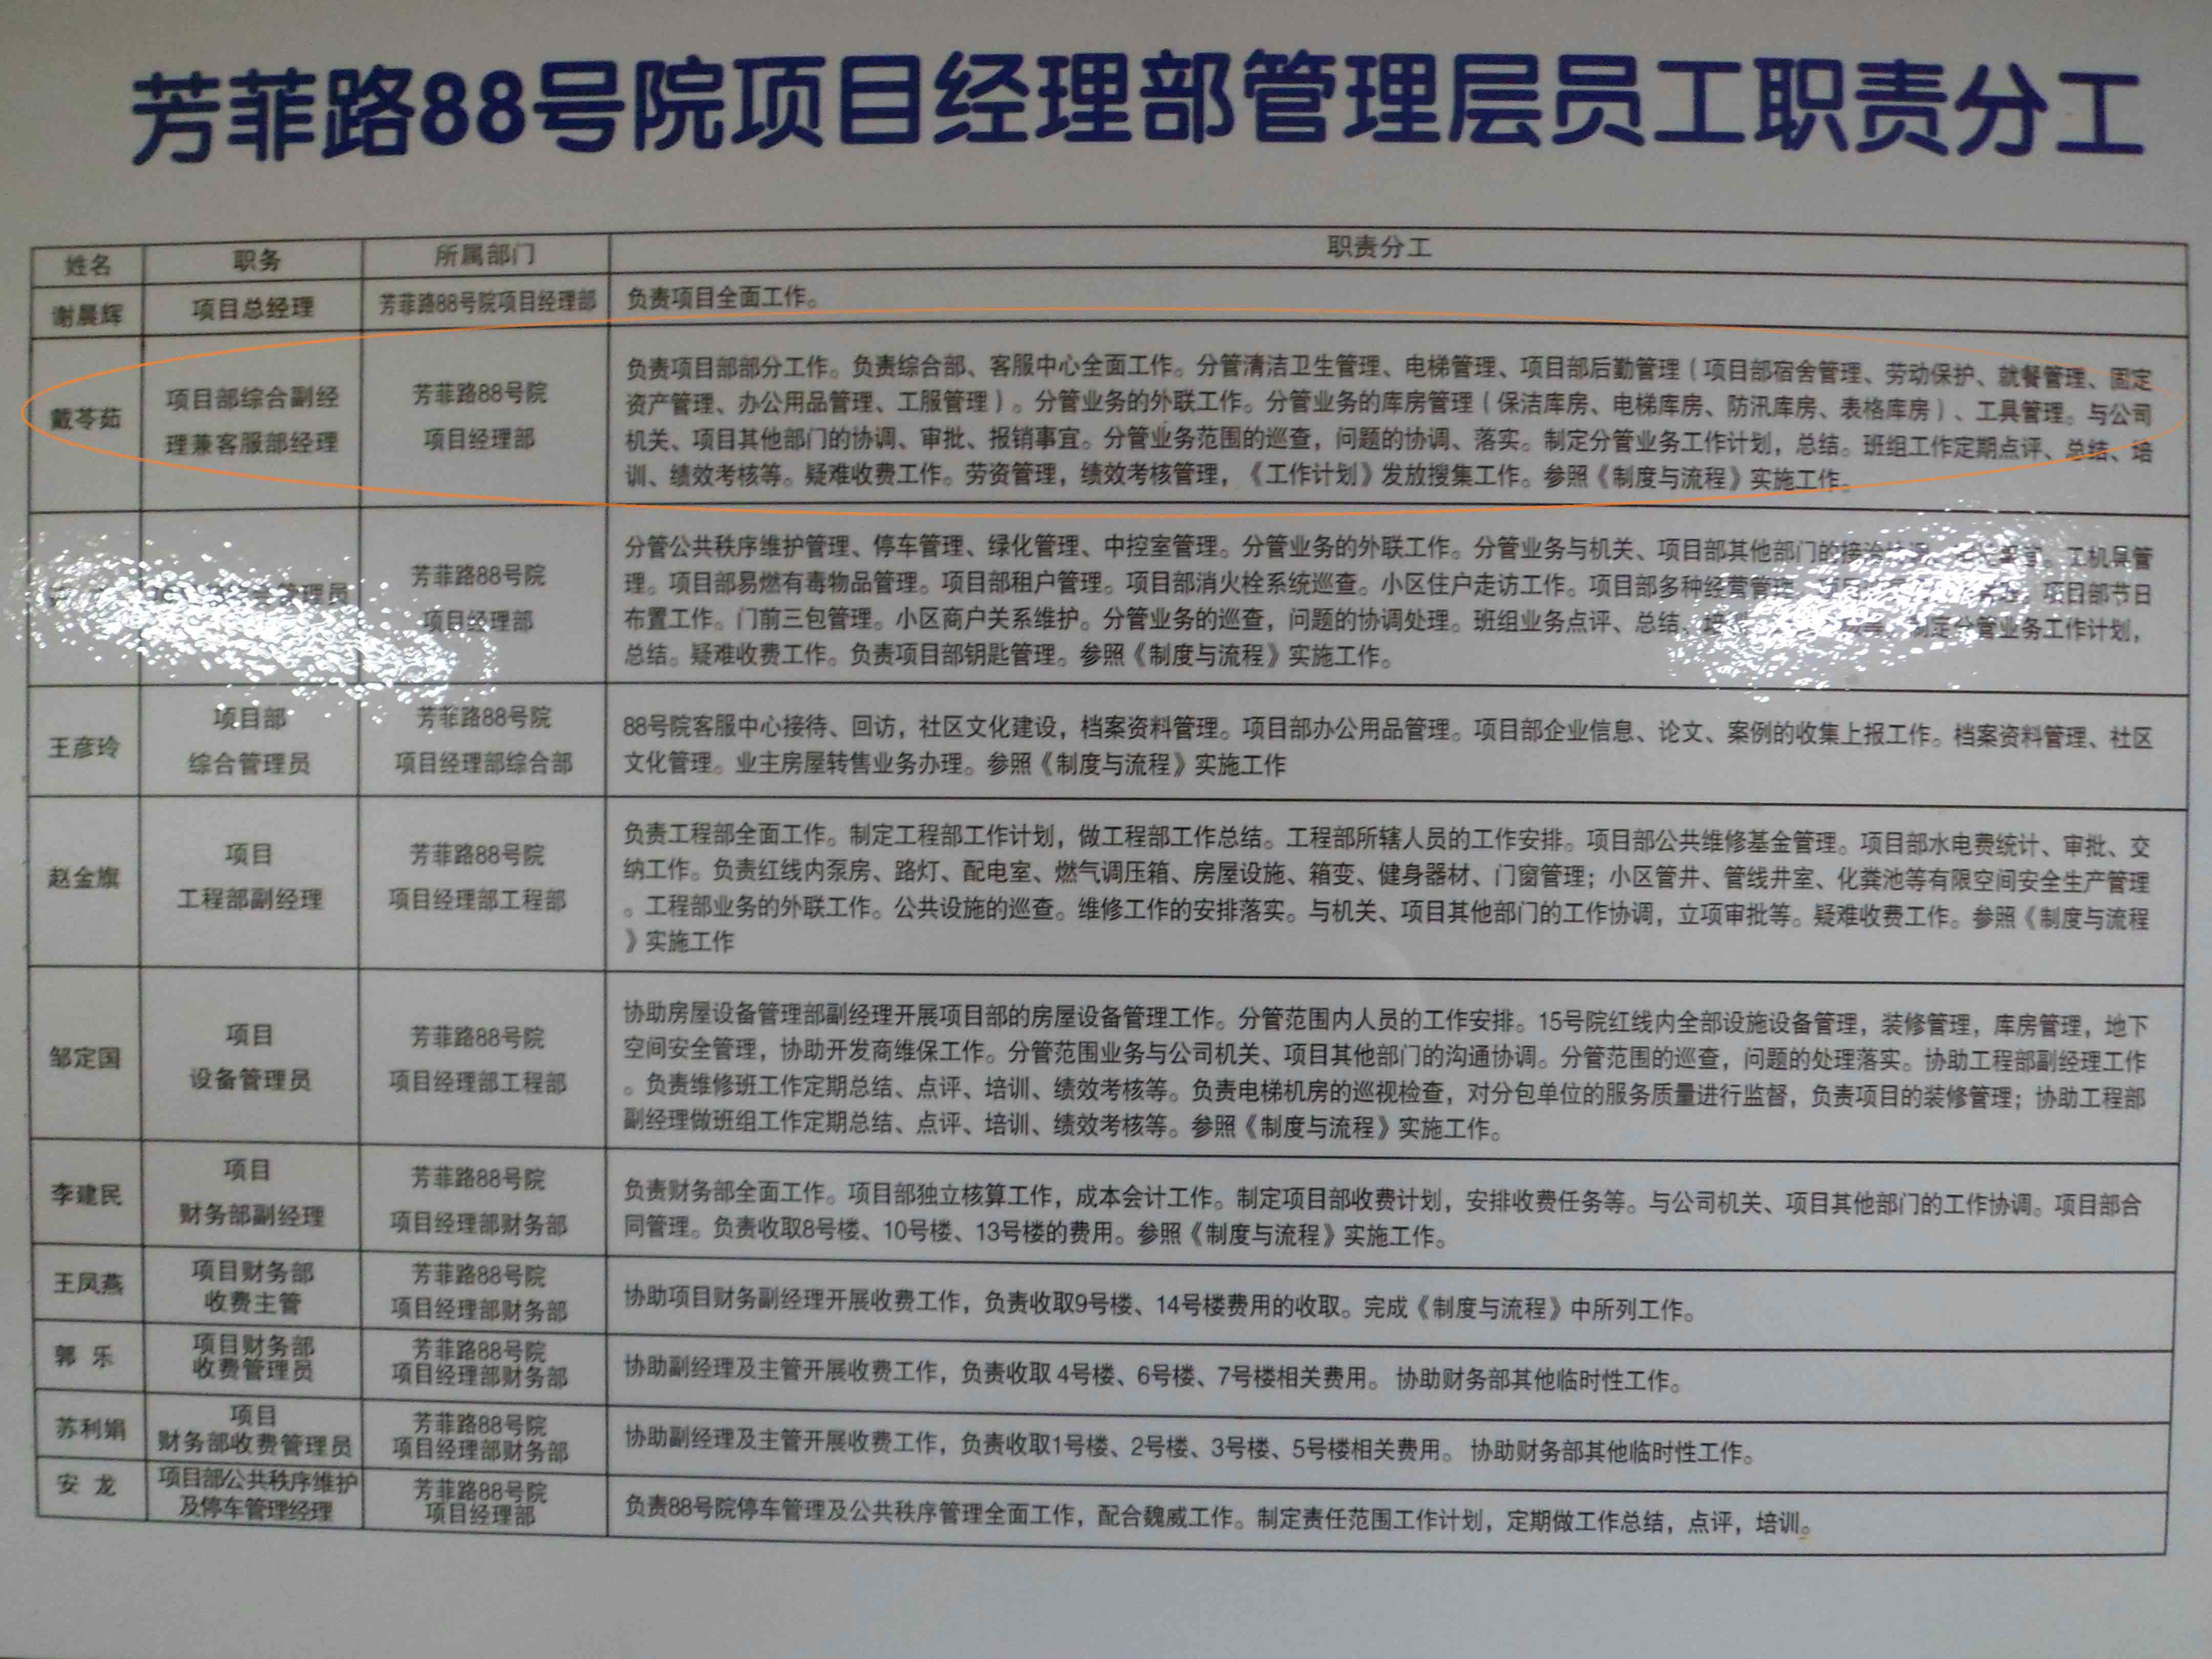 芳菲路88号院项目经理部管理层员工职责分工
姓名 职务 所属部门 职责分工
谢晨辉 项目总经理 芳菲路88号院项目经理部 负责项目全面工作。
戴苓茹
项目部综合副经
理兼客服部经理
芳菲路88号院
项目经理部
负责项目部部分工作。负责综合部、客服中心全面工作。分管清洁卫生管理、电梯管理、项目部后勤管理（项目部宿舍管理、劳动保护、就餐管理、固定
资产管理、办公用品管理、工服管理）。分管业务的外联工作。分管业务的库房管理（保洁库房、电梯库房、防汛库房、表格库房）、工具管理。与公司
机关、项目其他部门的协调、审批、报销事宜。分管业务范围的巡查，问题的协调、落实。制定分管业务工作计划，总结。班组工作定期点评、总结、培
训、绩效考核等。疑难收费工作。劳资管理，绩效考核管理，《工作计划》发放搜集工作。参照《制度与流程》实施工作。
管理员
芳菲路88号院
项目经理部
分管公共秩序维护管理、停车管理、绿化管理、中控室管理。分管业务的外联工作。分管业务与机关、项目部其他部门的 工机具管
理。项目部易燃有毒物品管理。项目部租户管理。项目部消火栓系统巡查。小区住户走访工作。项目部多种经营管理、 项目部节日
布置工作。门前三包管理。小区商户关系维护。分管业务的巡查，问题的协调处理。班组业务点评、总结、培 制定分管业务工作计划，
总结。疑难收费工作。负责项目部钥匙管理。参照《制度与流程》实施工作。
王彦玲
项目部
综合管理员
芳菲路88号院
项目经理部综合部
88号院客服中心接待、回访，社区文化建设，档案资料管理。项目部办公用品管理。项目部企业信息、论文、案例的收集上报工作。档案资料管理、社区
文化管理。业主房屋转售业务办理。参照《制度与流程》实施工作
赵金旗
项目
工程部副经理
芳菲路88号院
项目经理部工程部
负责工程部全面工作。制定工程部工作计划，做工程部工作总结。工程部所辖人员的工作安排。项目部公共维修基金管理。项目部水电费统计、审批、交
纳工作。负责红线内泵房、路灯、配电室、燃气调压箱、房屋设施、箱变、健身器材、门窗管理；小区管井、管线井室、化粪池等有限空间安全生产管理
。工程部业务的外联工作。公共设施的巡查。维修工作的安排落实。与机关、项目其他部门的工作协调，立项审批等。疑难收费工作。参照《制度与流程
》实施工作
邹定国
项目
设备管理员
芳菲路88号院
项目经理部工程部
协助房屋设备管理部副经理开展项目部的房屋设备管理工作。分管范围内人员的工作安排。15号院红线内全部设施设备管理，装修管理，库房管理，地下
空间安全管理，协助开发商维保工作。分管范围业务与公司机关、项目其他部门的沟通协调。分管范围的巡查，问题的处理落实。协助工程部副经理工作
。负责维修班工作定期总结、点评、培训、绩效考核等。负责电梯机房的巡视检查，对分包单位的服务质量进行监督，负责项目的装修管理；协助工程部
副经理做班组工作定期总结、点评、培训、绩效考核等。参照《制度与流程》实施工作。
李建民
项目
财务部副经理
芳菲路88号院
项目经理部财务部
负责财务部全面工作。项目部独立核算工作，成本会计工作。制定项目部收费计划，安排收费任务等。与公司机关、项目其他部门的工作协调。项目部合
同管理。负责收取8号楼、10号楼、13号楼的费用。参照《制度与流程》实施工作。
王凤燕
项目财务部
收费主管
芳菲路88号院
项目经理部财务部
协助项目财务副经理开展收费工作，负责收取9号楼、14号楼费用的收取。完成《制度与流程》中所列工作。
郭 乐
项目财务部
收费管理员
芳菲路88号院
项目经理部财务部
协助副经理及主管开展收费工作，负责收取 4号楼、6号楼、7号楼相关费用。 协助财务部其他临时性工作。
苏利娟
项目
财务部收费管理员
芳菲路88号院
项目经理部财务部
协助副经理及主管开展收费工作，负责收取1号楼、2号楼、3号楼、5号楼相关费用。 协助财务部其他临时性工作。
安 龙
项目部公共秩序维护
及停车管理经理
芳菲路88号院
项目经理部
负责88号院停车管理及公共秩序管理全面工作，配合魏威工作。制定责任范围工作计划，定期做工作总结，点评，培训。